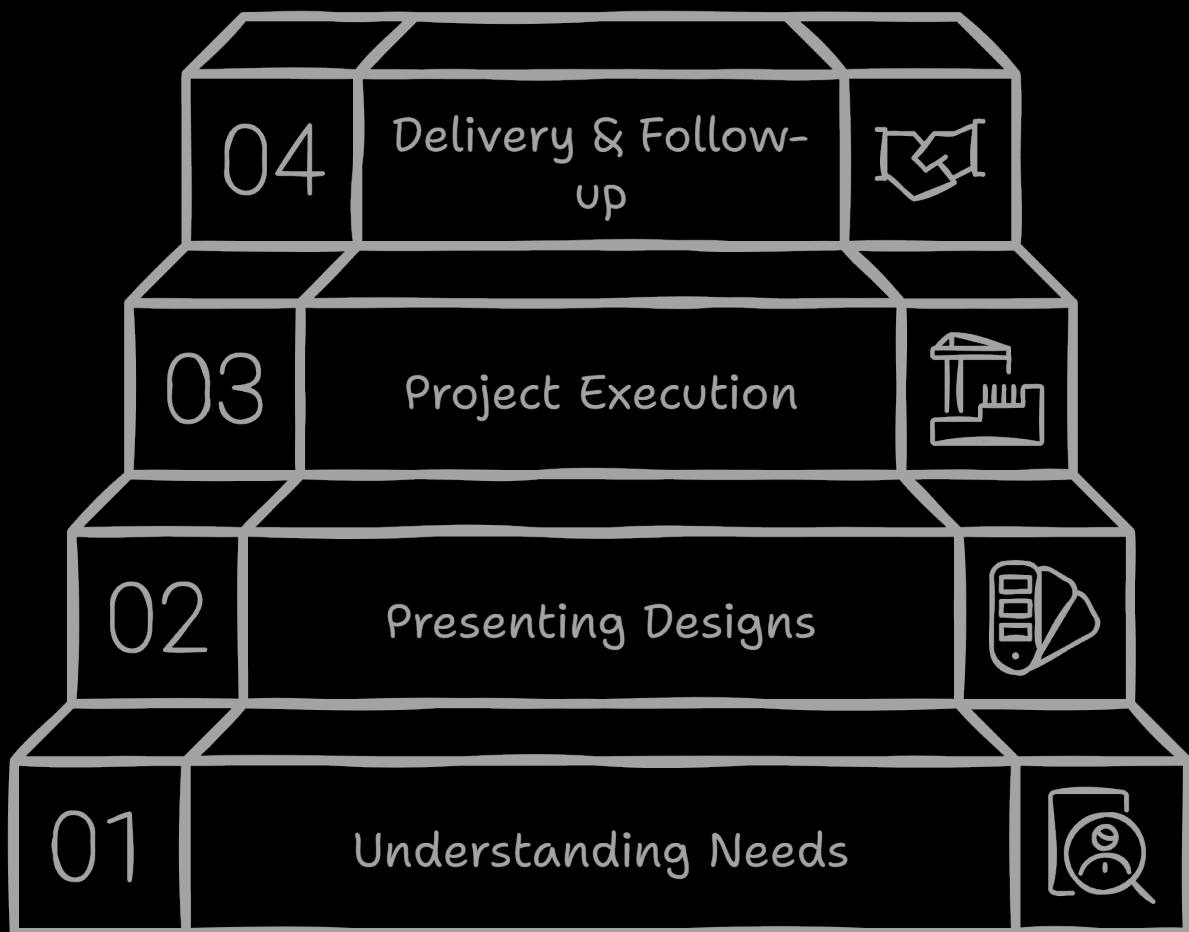 04
Delivery & Follow-
up
03
Project Execution
02
Presenting Designs
01
Understanding Needs